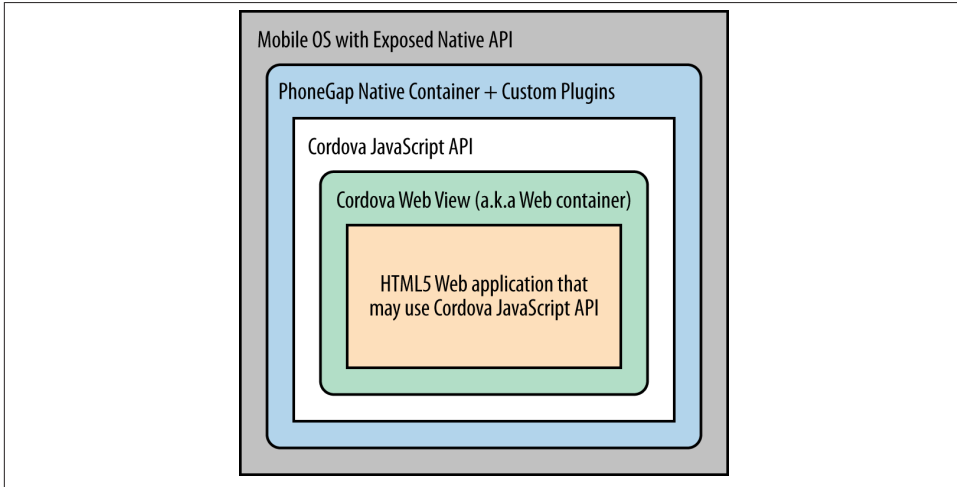 Mobile OS with Exposed Native API
PhoneGap Native Container + Custom Plugins
Cordova JavaScript API
Cordova Web View (a.k.a Web container)
HTML5 Web application that
may use Cordova JavaScript API